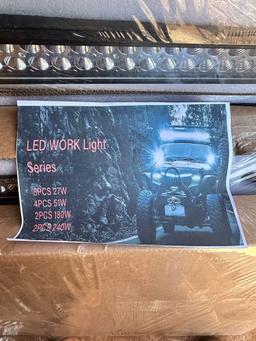 LED WORK Light
Series
8PCS 27W
4PCS 51W
2PCS 180W
2PCS 240W